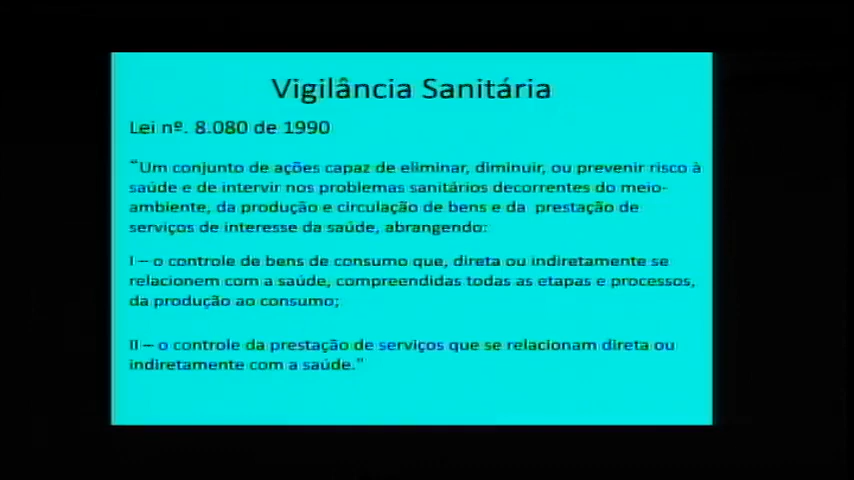 Vigilância Sanitária
Lei nº. 8.080 de 1990
“Um conjunto de ações capaz de eliminar, diminuir, ou prevenir risco à
saúde e de intervir nos problemas sanitários decorrentes do meio-
ambiente, da produção e circulação de bens e da prestação de
serviços de interesse da saúde, abrangendo:
I – o controle de bens de consumo que, direta ou indiretamente se
relacionem com a saúde, compreendidas todas as etapas e processos,
da produção ao consumo;
II – o controle da prestação de serviços que se relacionam direta ou
indiretamente com a saúde.”